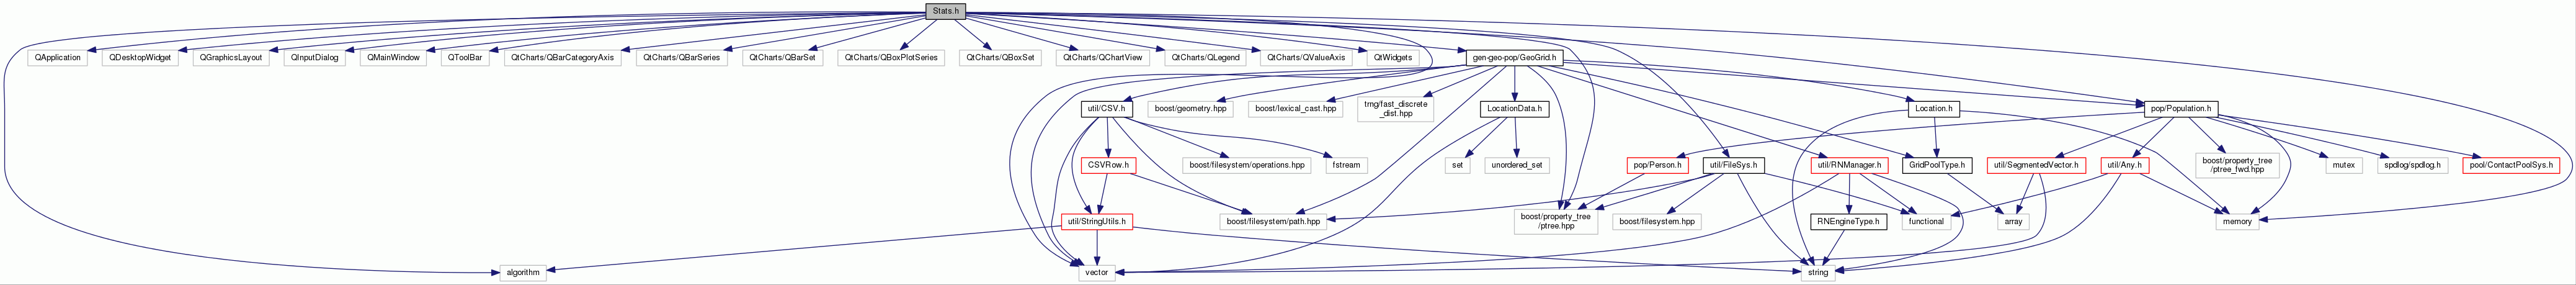 Stats.h
QApplication
QDesktopWidget
QGraphicsLayout
QInputDialog
QMainWindow
QToolBar
QtCharts/QBarCategoryAxis
QtCharts/QBarSeries
QtCharts/QBarSet
QtCharts/QBoxPlotSeries
QtCharts/QBoxSet
QtCharts/QChartView
QtCharts/QLegend
QtCharts/QValueAxis
QtWidgets
gen-geo-pop/GeoGrid.h
util/CSV.h
boost/geometry.hpp
boost/lexical_cast.hpp
trng/fast_discrete
_dist.hpp
LocationData.h
Location.h
pop/Population.h
CSVRow.h
boost/filesystem/operations.hpp
fstream
set
unordered_set
pop/Person.h
util/FileSys.h
util/RNManager.h
GridPoolType.h
util/SegmentedVector.h
util/Any.h
boost/property_tree
/ptree_fwd.hpp
mutex
spdlog/spdlog.h
pool/ContactPoolSys.h
util/StringUtils.h
boost/filesystem/path.hpp
boost/property_tree
/ptree.hpp
boost/filesystem.hpp
RNEngineType.h
functional
array
memory
algorithm
vector
string